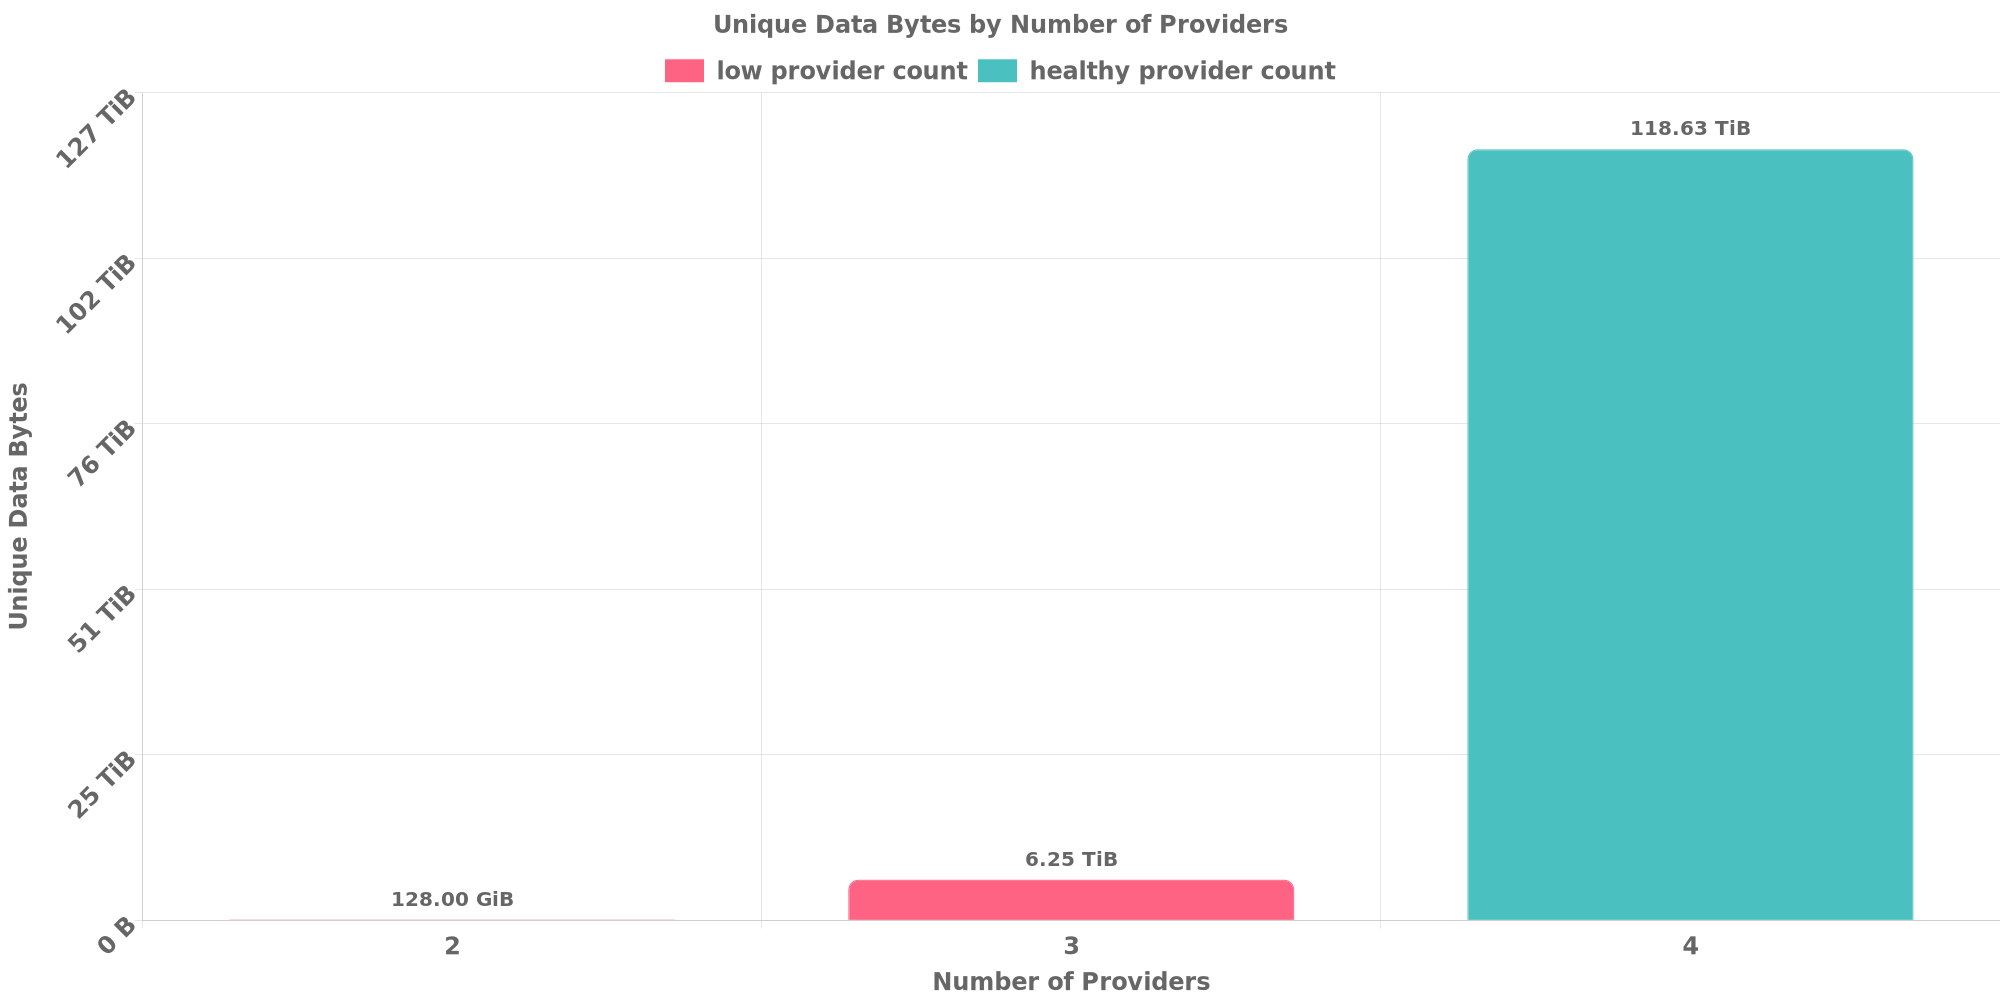 Unique Data Bytes by Number of Providers
low provider count healthy provider count
127 TiB
102 TiB
76 TiB
51 TiB
25 TiB
0 B
Unique Data Bytes
128.00 GiB
6.25 TiB
118.63 TiB
2 3 4
Number of Providers